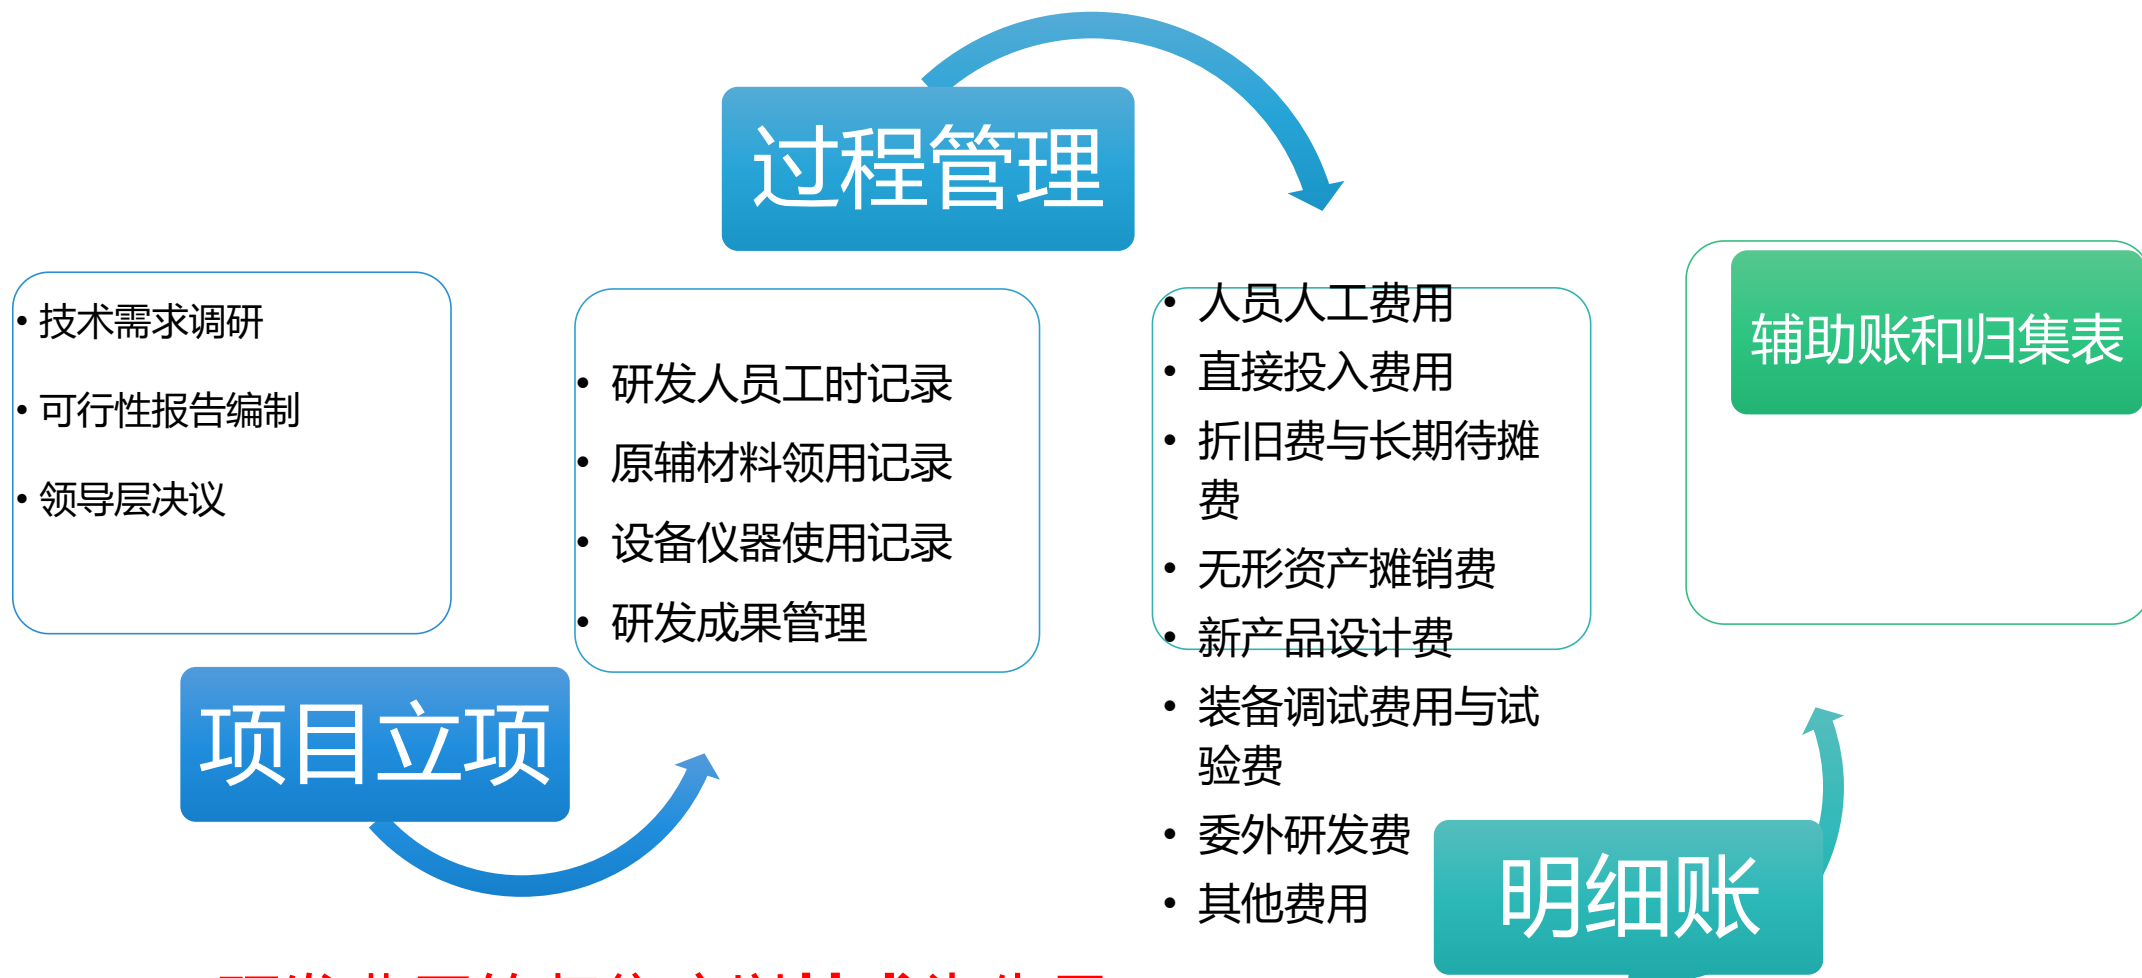 过程管理
• 技术需求调研
• 可行性报告编制
• 领导层决议
项目立项
• 研发人员工时记录
• 原辅材料领用记录
• 设备仪器使用记录
• 研发成果管理
• 人员人工费用
• 直接投入费用
• 折旧费与长期待摊
费
• 无形资产摊销费
• 新产品设计费
• 装备调试费用与试
验费
• 委外研发费
• 其他费用
明细账
辅助账和归集表